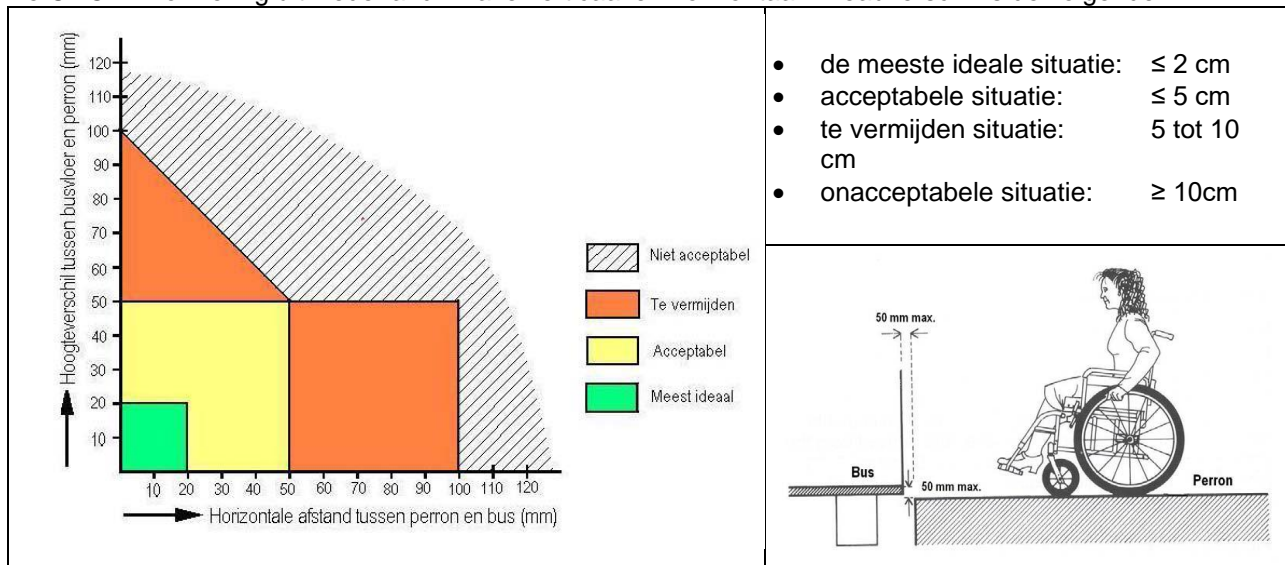 Hoogteverschil tussen busvloer en perron (mm)
120
110
100
90
80
70
60
50
40
30
20
10
10 20 30 40 50 60 70 80 90 100 110 120
Horizontale afstand tussen perron en bus (mm)
Niet acceptabel
Te vermijden
Acceptabel
Meest ideaal
• de meeste ideale situatie: ≤ 2 cm
• acceptabele situatie: ≤ 5 cm
• te vermijden situatie: 5 tot 10
cm
• onacceptabele situatie: ≥ 10cm
50 mm max.
Bus
50 mm max.
Perron